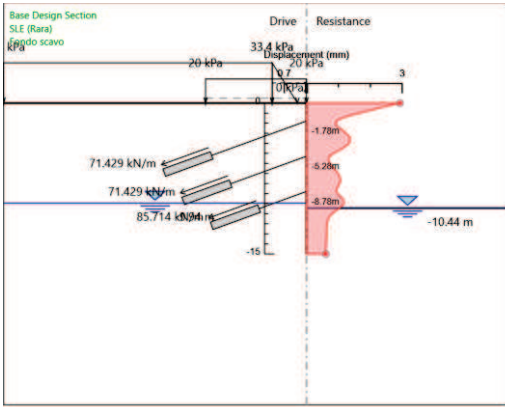 Base Design Section
Drive
Resistance
SLE (Rara)
Fondo scavo
kPa
33.4 kPa
Displacement (mm)
20 kPa
20 kPa
0.7
3
0 kPa
0
-1.78m
-5.28m
71.429 kN/m
71.429 kN/m
-8.78m
85.714 kN/m
-10.44 m
-15